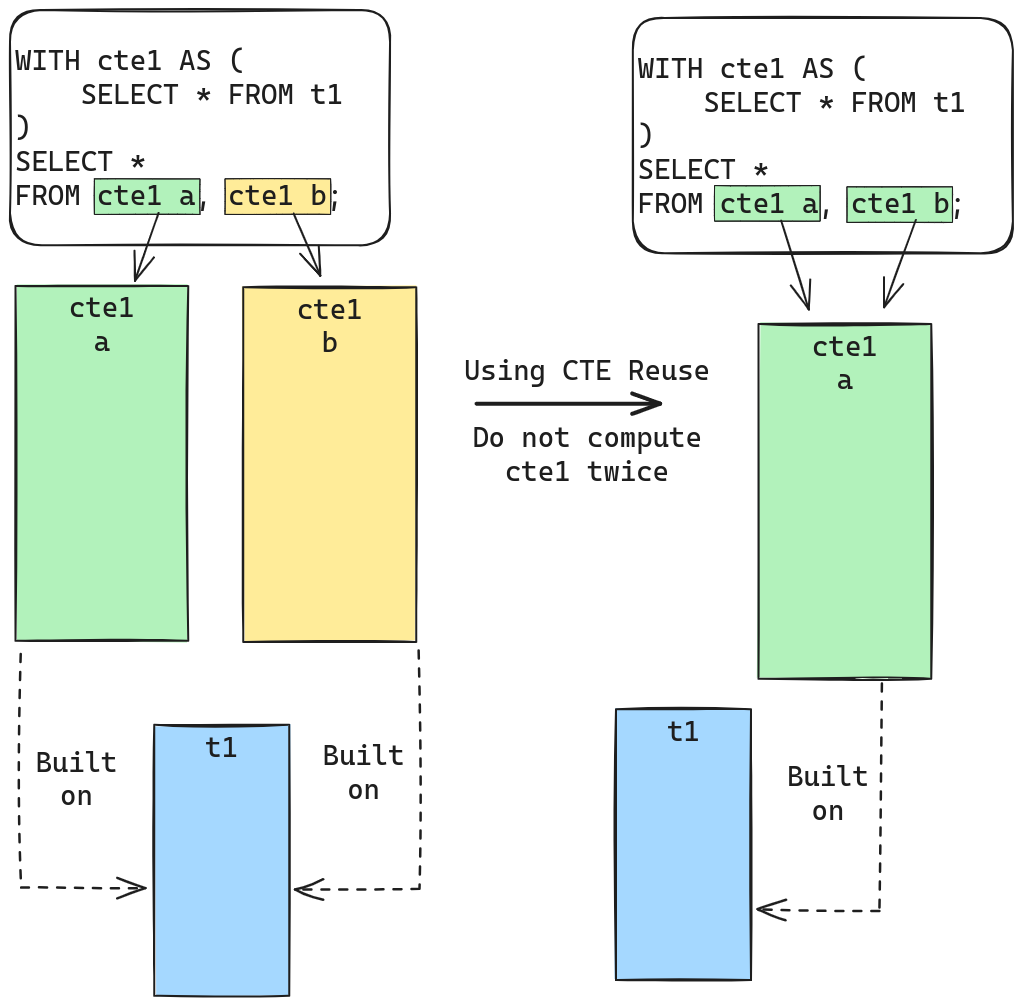 WITH cte1 AS (
    SELECT * FROM t1
)
SELECT *
FROM cte1 a, cte1 b;
cte1
a
cte1
b
Built
on
t1
Built
on
Using CTE Reuse
Do not compute
cte1 twice
WITH cte1 AS (
    SELECT * FROM t1
)
SELECT *
FROM cte1 a, cte1 b;
cte1
a
t1
Built
on